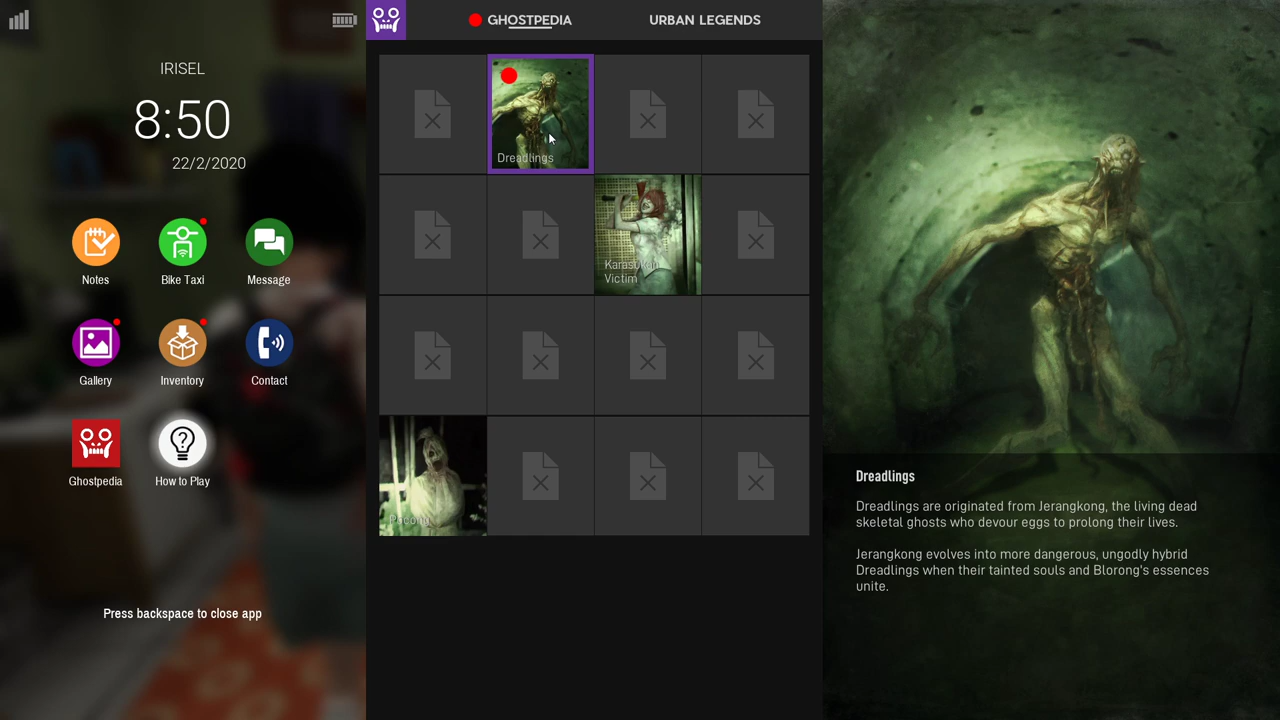 IRISEL
8:50
22/2/2020
Notes
Bike Taxi
Message
Gallery
Inventory
Contact
Ghostpedia
How to Play
Press backspace to close app
GHOSTPEDIA
URBAN LEGENDS
Dreadlings
Karasukan
Victim
Pocong
Dreadlings
Dreadlings are originated from Jerangkong, the living dead
skeletal ghosts who devour eggs to prolong their lives.
Jerangkong evolves into more dangerous, ungodly hybrid
Dreadlings when their tainted souls and Blorong's essences
unite.